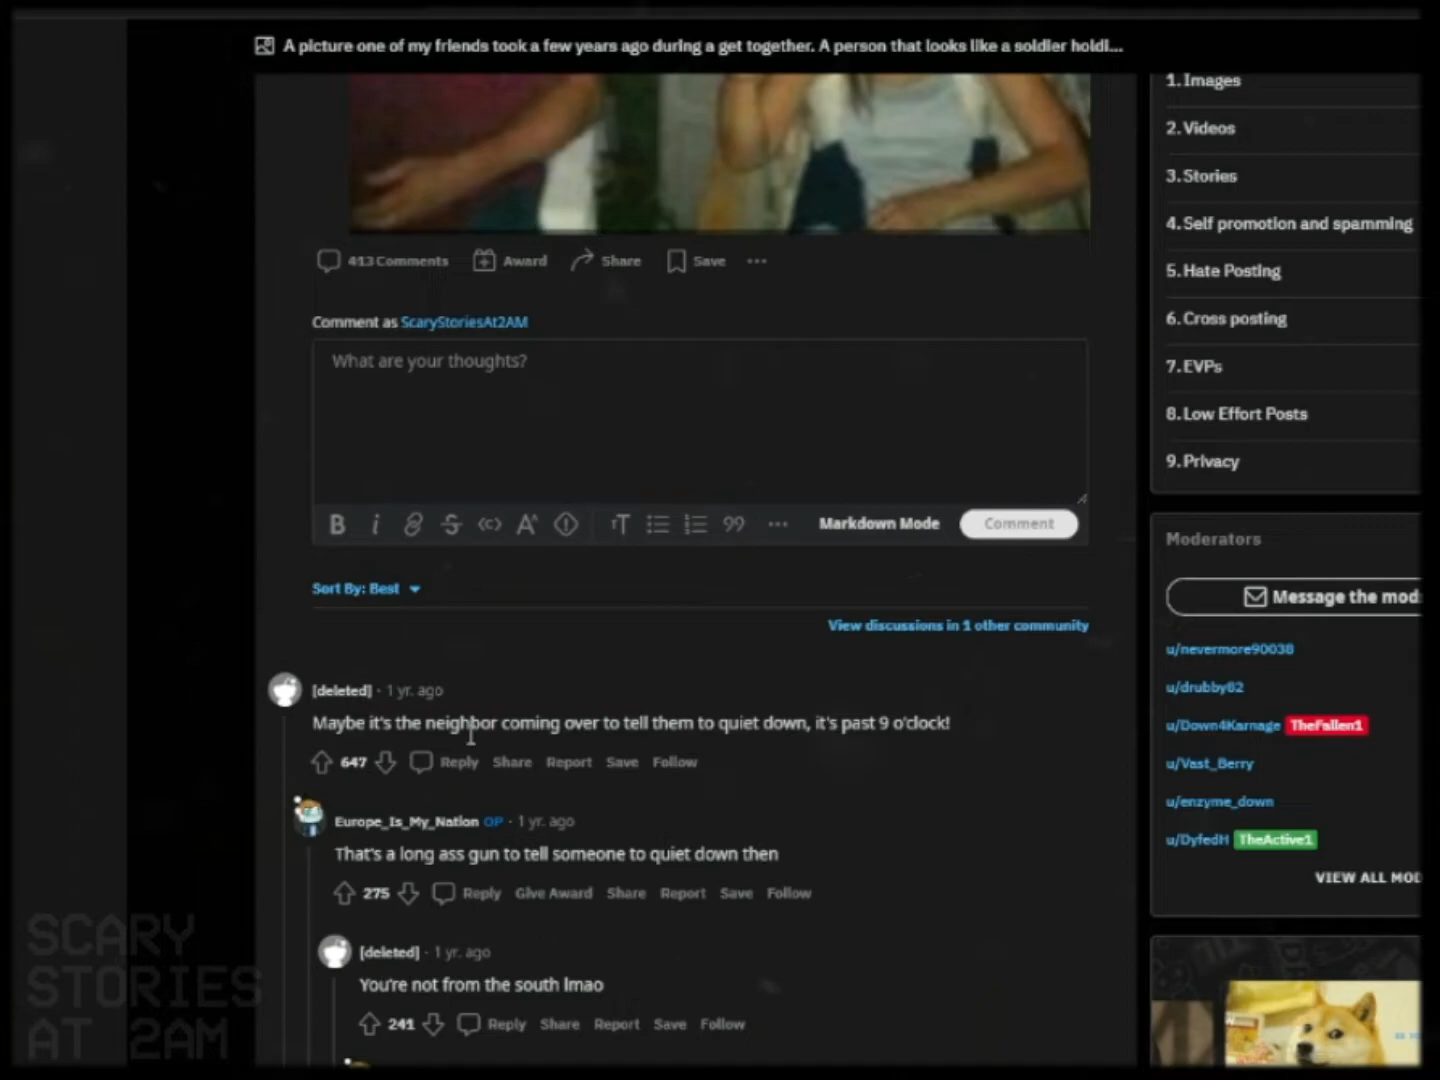 A picture one of my friends took a few years ago during a get together. A person that looks like a soldier holdi...
413 Comments Award Share Save
Comment as ScaryStoriesAt2AM
What are your thoughts?
B i Markdown Mode Comment
Sort By: Best
View discussions in 1 other community
[deleted] · 1 yr. ago
Maybe it's the neighbor coming over to tell them to quiet down, it's past 9 o'clock!
647 Reply Share Report Save Follow
Europe_Is_My_Nation OP · 1 yr. ago
That's a long ass gun to tell someone to quiet down then
275 Reply Give Award Share Report Save Follow
[deleted] · 1 yr. ago
You're not from the south lmao
241 Reply Share Report Save Follow
1. Images
2. Videos
3. Stories
4. Self promotion and spamming
5. Hate Posting
6. Cross posting
7. EVPs
8. Low Effort Posts
9. Privacy
Moderators
Message the mod
u/nevermore90038
u/drubby62
u/Down4Karnage TheFallen1
u/Vast_Berry
u/enzyme_down
u/DyfedH TheActive1
VIEW ALL MOD
SCARY
STORIES
AT 2AM